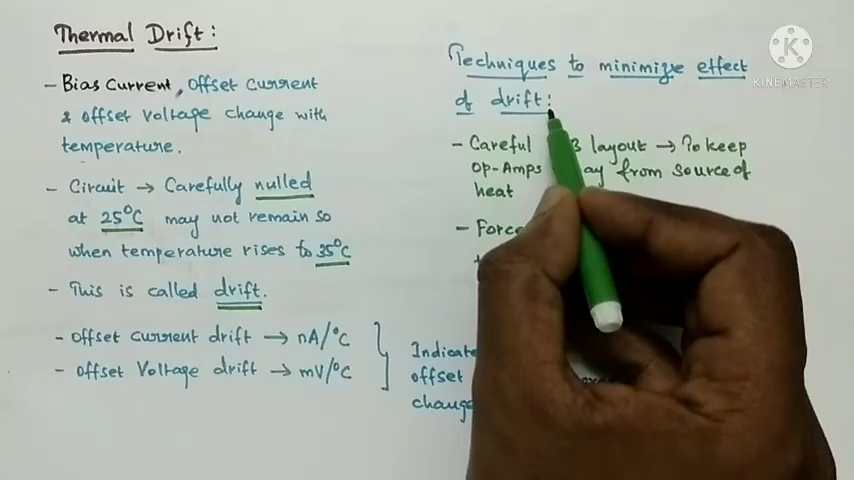 Thermal Drift:
- Bias Current, Offset Current
& offset voltage change with
temperature.
- Circuit → Carefully nulled
at 25°C may not remain so
when temperature rises to 35°C
- This is called drift.
- Offset current drift → nA/°C
- Offset Voltage drift → mV/°C
Indicate
offset
change
Techniques to minimize effect
of drift:
- Careful layout → To keep
Op-Amps from source of
heat
- Force
KINEMASTER